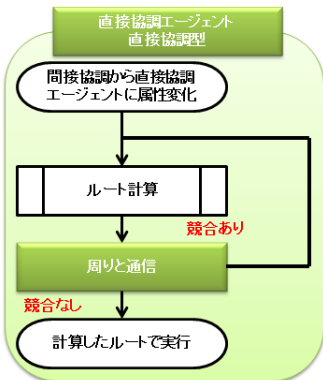 直接協調エージェント
直接協調型
間接協調から直接協調
エージェントに属性変化
ルート計算
競合あり
周りと通信
競合なし
計算したルートで実行